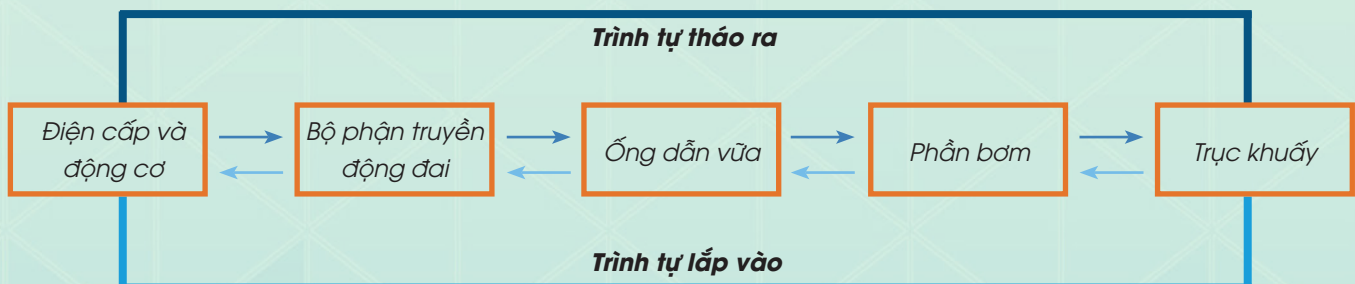 Trình tự tháo ra
Điện cấp và
động cơ
Bộ phận truyền
động đai
Ống dẫn vữa
Phần bơm
Trục khuấy
Trình tự lắp vào